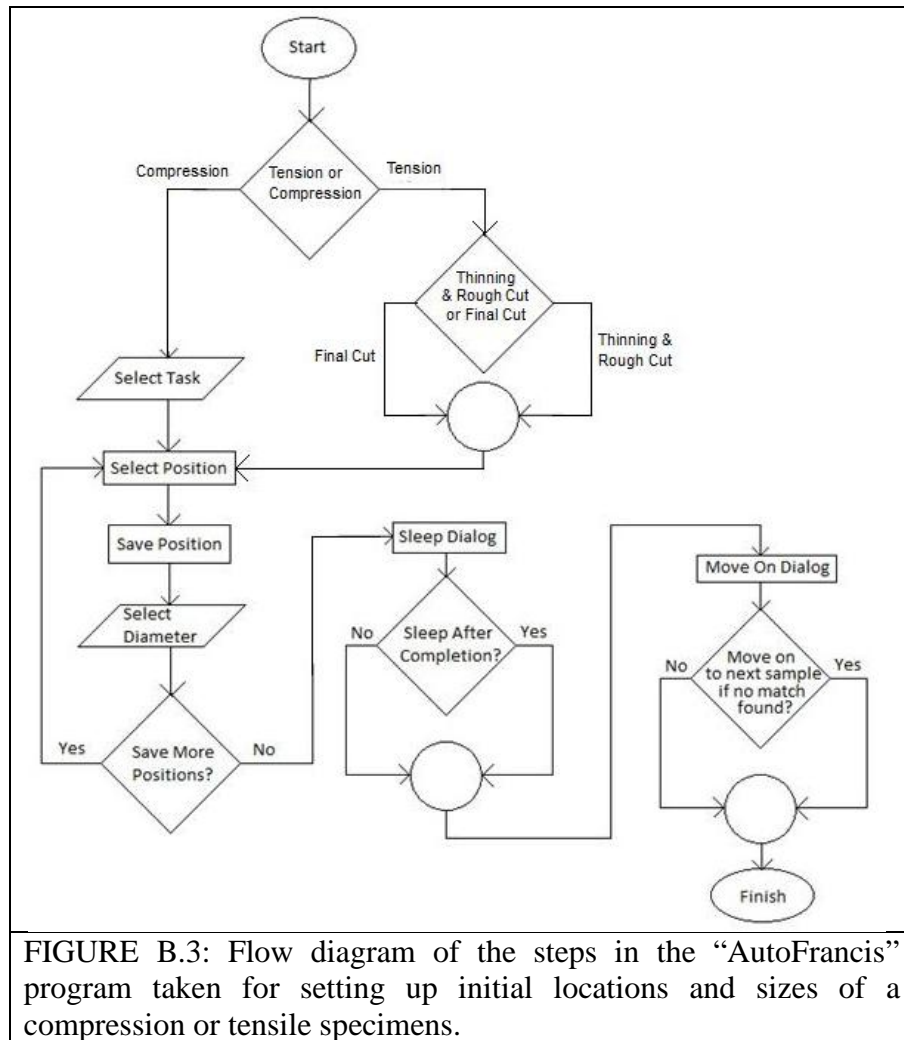 Start
Tension or
Compression
Compression
Tension
Thinning
& Rough Cut
or Final Cut
Final Cut
Thinning &
Rough Cut
Select Task
Select Position
Save Position
Select
Diameter
Save More
Positions?
Yes
No
Sleep Dialog
Sleep After
Completion?
No
Yes
Move On Dialog
Move on
to next sample
if no match
found?
No
Yes
Finish
FIGURE B.3: Flow diagram of the steps in the “AutoFrancis”
program taken for setting up initial locations and sizes of a
compression or tensile specimens.